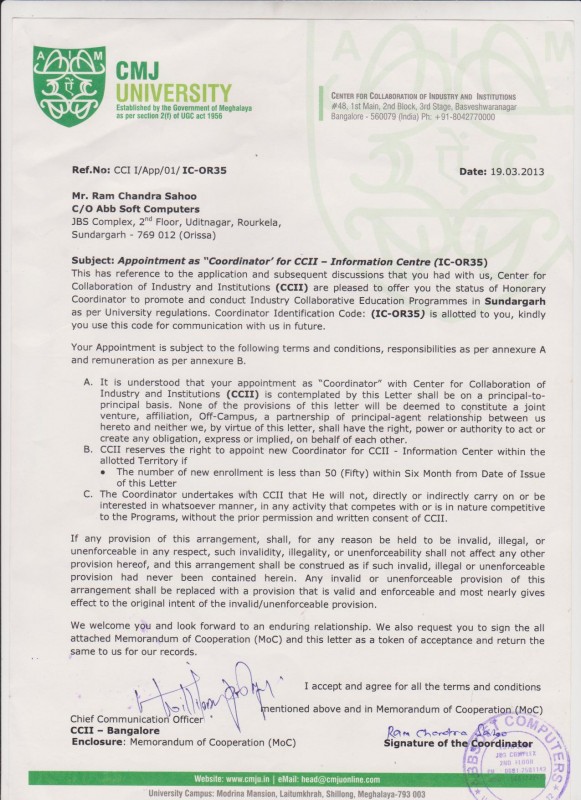 A I M
CMJ
UNIVERSITY
Established by the Government of Meghalaya
as per section 2(f) of UGC act 1956
CENTER FOR COLLABORATION OF INDUSTRY AND INSTITUTIONS
#48, 1st Main, 2nd Block, 3rd Stage, Basveshwaranagar
Bangalore - 560079 (India) Ph: +91-8042770000
Ref.No: CCI I/App/01/ IC-OR35 Date: 19.03.2013
Mr. Ram Chandra Sahoo
C/O Abb Soft Computers
JBS Complex, 2nd Floor, Uditnagar, Rourkela,
Sundargarh - 769 012 (Orissa)
Subject: Appointment as "Coordinator' for CCII – Information Centre (IC-OR35)
This has reference to the application and subsequent discussions that you had with us, Center for
Collaboration of Industry and Institutions (CCII) are pleased to offer you the status of Honorary
Coordinator to promote and conduct Industry Collaborative Education Programmes in Sundargarh
as per University regulations. Coordinator Identification Code: (IC-OR35) is allotted to you, kindly
you use this code for communication with us in future.
Your Appointment is subject to the following terms and conditions, responsibilities as per annexure A
and remuneration as per annexure B.
A. It is understood that your appointment as "Coordinator" with Center for Collaboration of
Industry and Institutions (CCII) is contemplated by this Letter shall be on a principal-to-
principal basis. None of the provisions of this letter will be deemed to constitute a joint
venture, affiliation, Off-Campus, a partnership of principal-agent relationship between us
hereto and neither we, by virtue of this letter, shall have the right, power or authority to act or
create any obligation, express or implied, on behalf of each other.
B. CCII reserves the right to appoint new Coordinator for CCII - Information Center within the
allotted Territory if
• The number of new enrollment is less than 50 (Fifty) within Six Month from Date of Issue
of this Letter
C. The Coordinator undertakes with CCII that He will not, directly or indirectly carry on or be
interested in whatsoever manner, in any activity that competes with or is in nature competitive
to the Programs, without the prior permission and written consent of CCII.
If any provision of this arrangement, shall, for any reason be held to be invalid, illegal, or
unenforceable in any respect, such invalidity, illegality, or unenforceability shall not affect any other
provision hereof, and this arrangement shall be construed as if such invalid, illegal or unenforceable
provision had never been contained herein. Any invalid or unenforceable provision of this
arrangement shall be replaced with a provision that is valid and enforceable and most nearly gives
effect to the original intent of the invalid/unenforceable provision.
We welcome you and look forward to an enduring relationship. We also request you to sign the all
attached Memorandum of Cooperation (MoC) and this letter as a token of acceptance and return the
same to us for our records.
I accept and agree for all the terms and conditions
mentioned above and in Memorandum of Cooperation (MoC)
Chief Communication Officer
CCII – Bangalore
Enclosure: Memorandum of Cooperation (MoC)
Ram Chandra Sahoo
Signature of the Coordinator
COMPUTERS
JBS COMPLEX
2ND FLOOR
Website: www.cmju.in | eMail: head@cmjuonline.com
University Campus: Modrina Mansion, Laitumkhrah, Shillong, Meghalaya-793 003